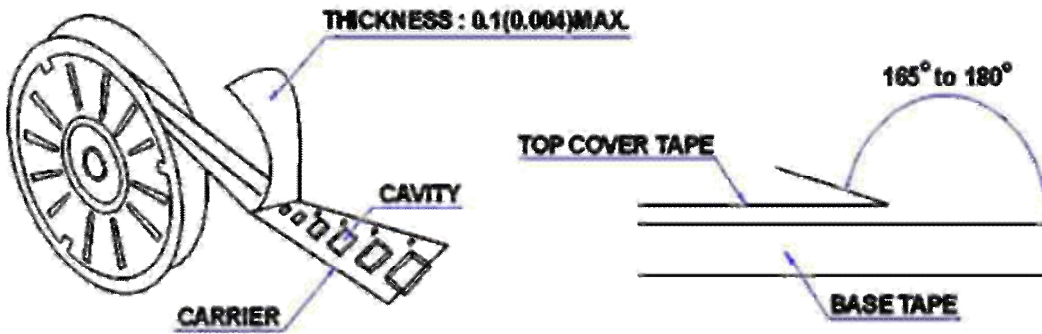 THICKNESS : 0.1(0.004)MAX.
165° to 180°
TOP COVER TAPE
CAVITY
CARRIER
BASE TAPE